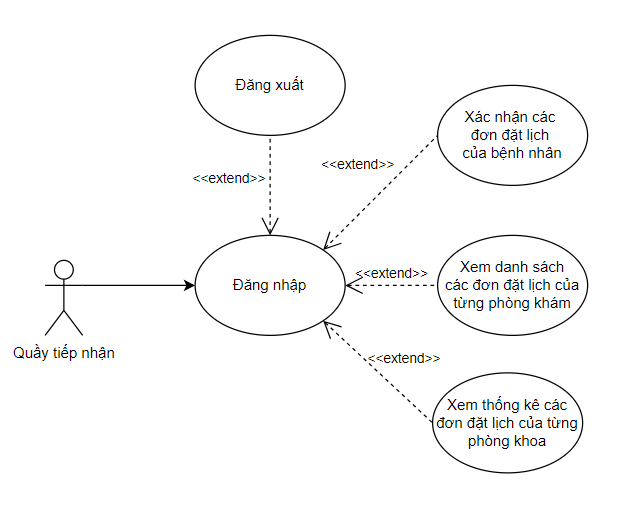 Đăng xuất
Xác nhận các
đơn đặt lịch
của bệnh nhân
<<extend>>
<<extend>>
Đăng nhập
<<extend>>
Xem danh sách
các đơn đặt lịch của
từng phòng khám
Quầy tiếp nhận
<<extend>>
Xem thống kê các
đơn đặt lịch của từng
phòng khoa